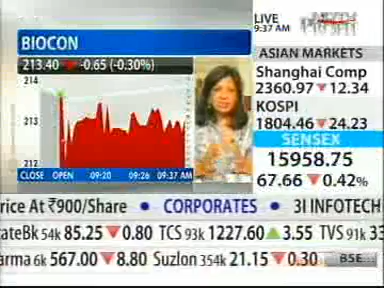 LIVE
9:37 AM
BIOCON
213.40 -0.65 (-0.30%)
214
213
212
CLOSE OPEN 09:20 09:26 09:37 AM
ASIAN MARKETS
Shanghai Comp
2360.97 12.34
KOSPI
1804.46 24.23
SENSEX
15958.75
67.66 0.42%
rice At ₹900/Share • CORPORATES • 3I INFOTECH
ateBk 54k 85.25 0.80 TCS 93k 1227.60 3.55 TVS 91k 33
arma 6k 567.00 8.80 Suzlon 354k 21.15 0.30 BSE